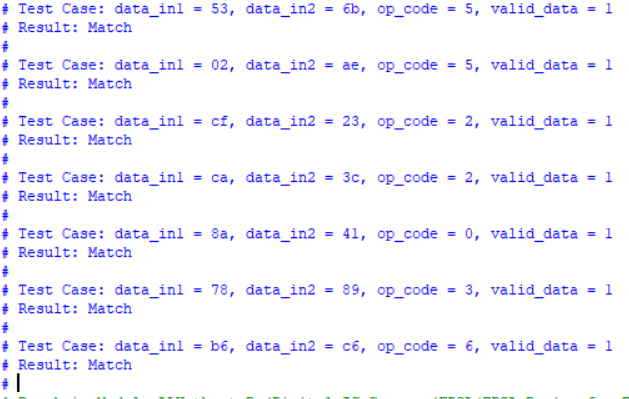 # Test Case: data_in1 = 53, data_in2 = 6b, op_code = 5, valid_data = 1
# Result: Match
#
# Test Case: data_in1 = 02, data_in2 = ae, op_code = 5, valid_data = 1
# Result: Match
#
# Test Case: data_in1 = cf, data_in2 = 23, op_code = 2, valid_data = 1
# Result: Match
#
# Test Case: data_in1 = ca, data_in2 = 3c, op_code = 2, valid_data = 1
# Result: Match
#
# Test Case: data_in1 = 8a, data_in2 = 41, op_code = 0, valid_data = 1
# Result: Match
#
# Test Case: data_in1 = 78, data_in2 = 89, op_code = 3, valid_data = 1
# Result: Match
#
# Test Case: data_in1 = b6, data_in2 = c6, op_code = 6, valid_data = 1
# Result: Match
#